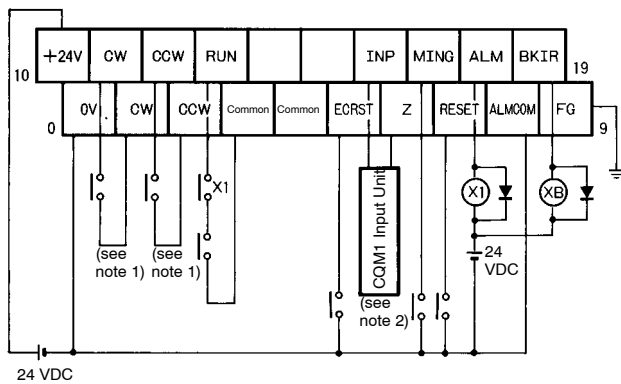 +24V CW CCW RUN INP MING ALM BKIR
10 19
0V CW CCW Common Common ECRST Z RESET ALMCOM FG
0 9
X1
X1 XB
CQM1 Input Unit
(see note 1)
(see note 1)
(see note 2)
24 VDC
24 VDC